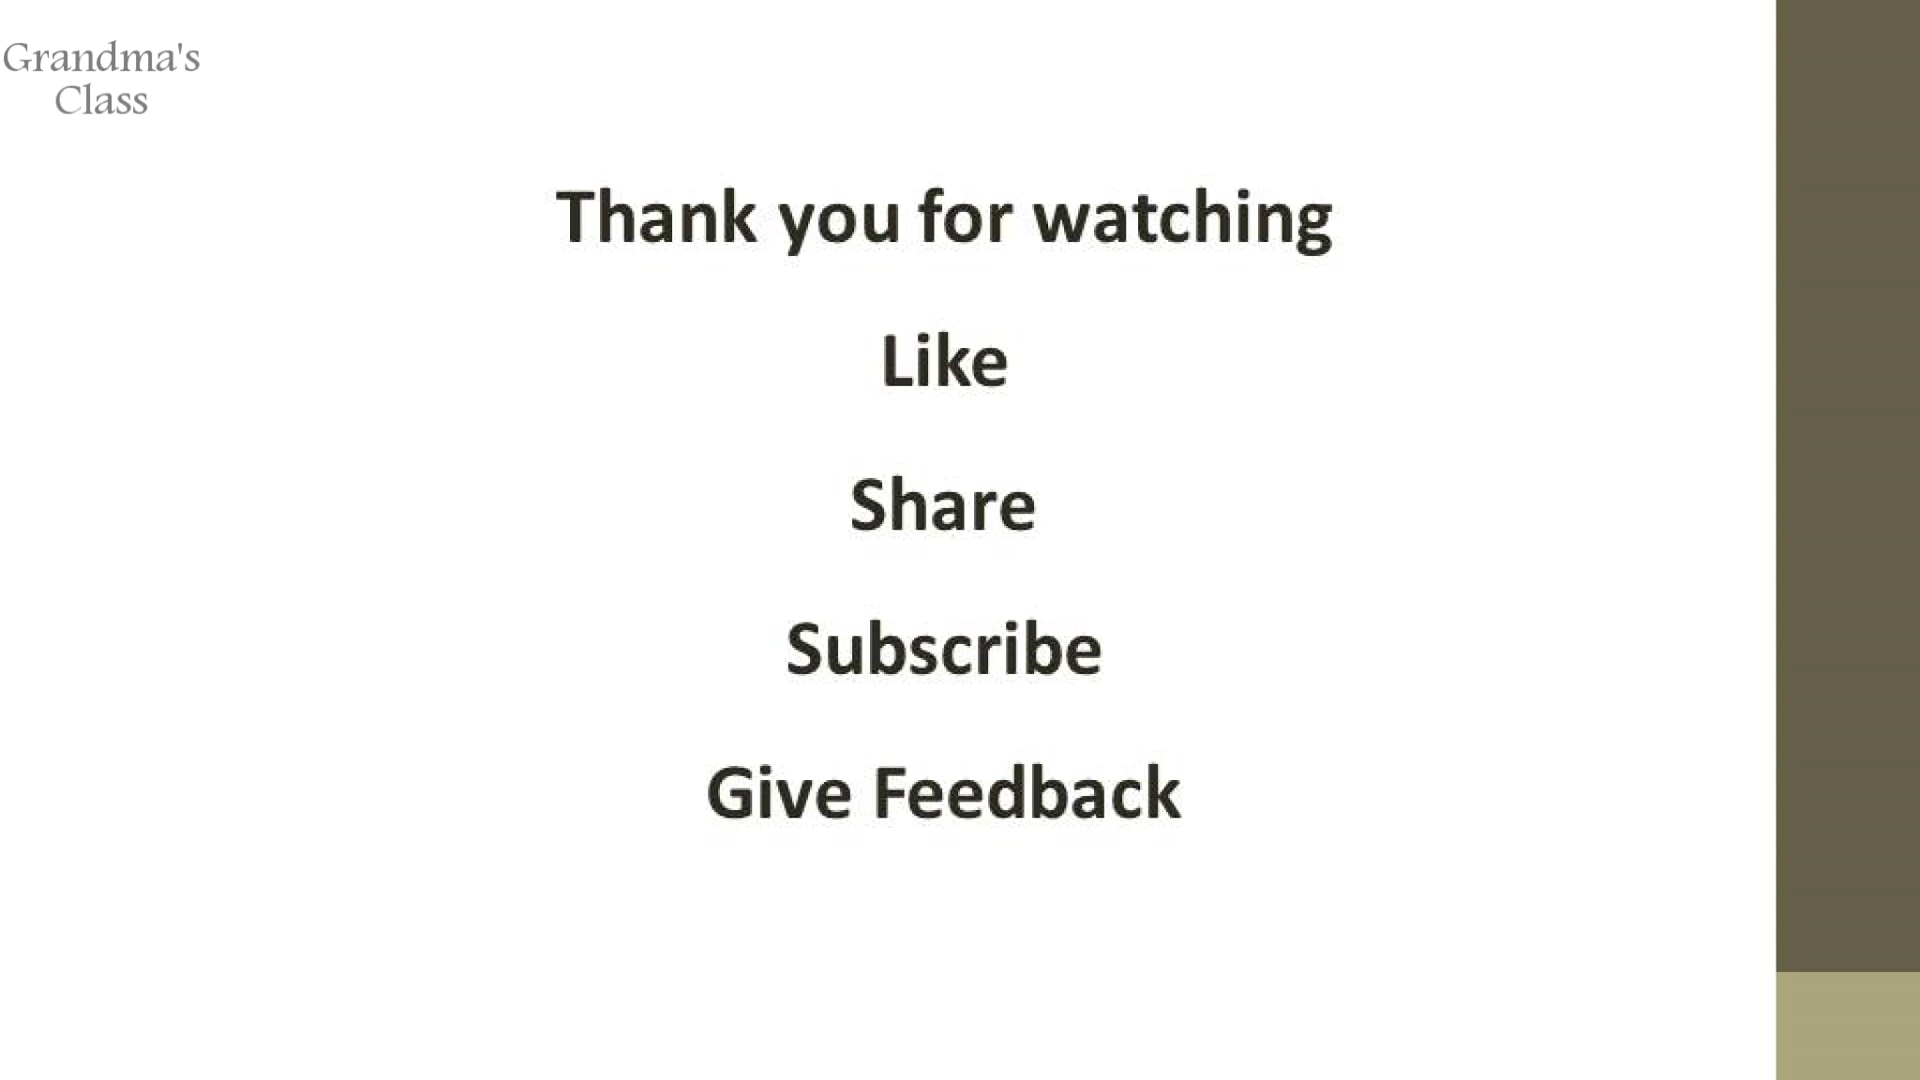 Grandma's
Class
Thank you for watching
Like
Share
Subscribe
Give Feedback